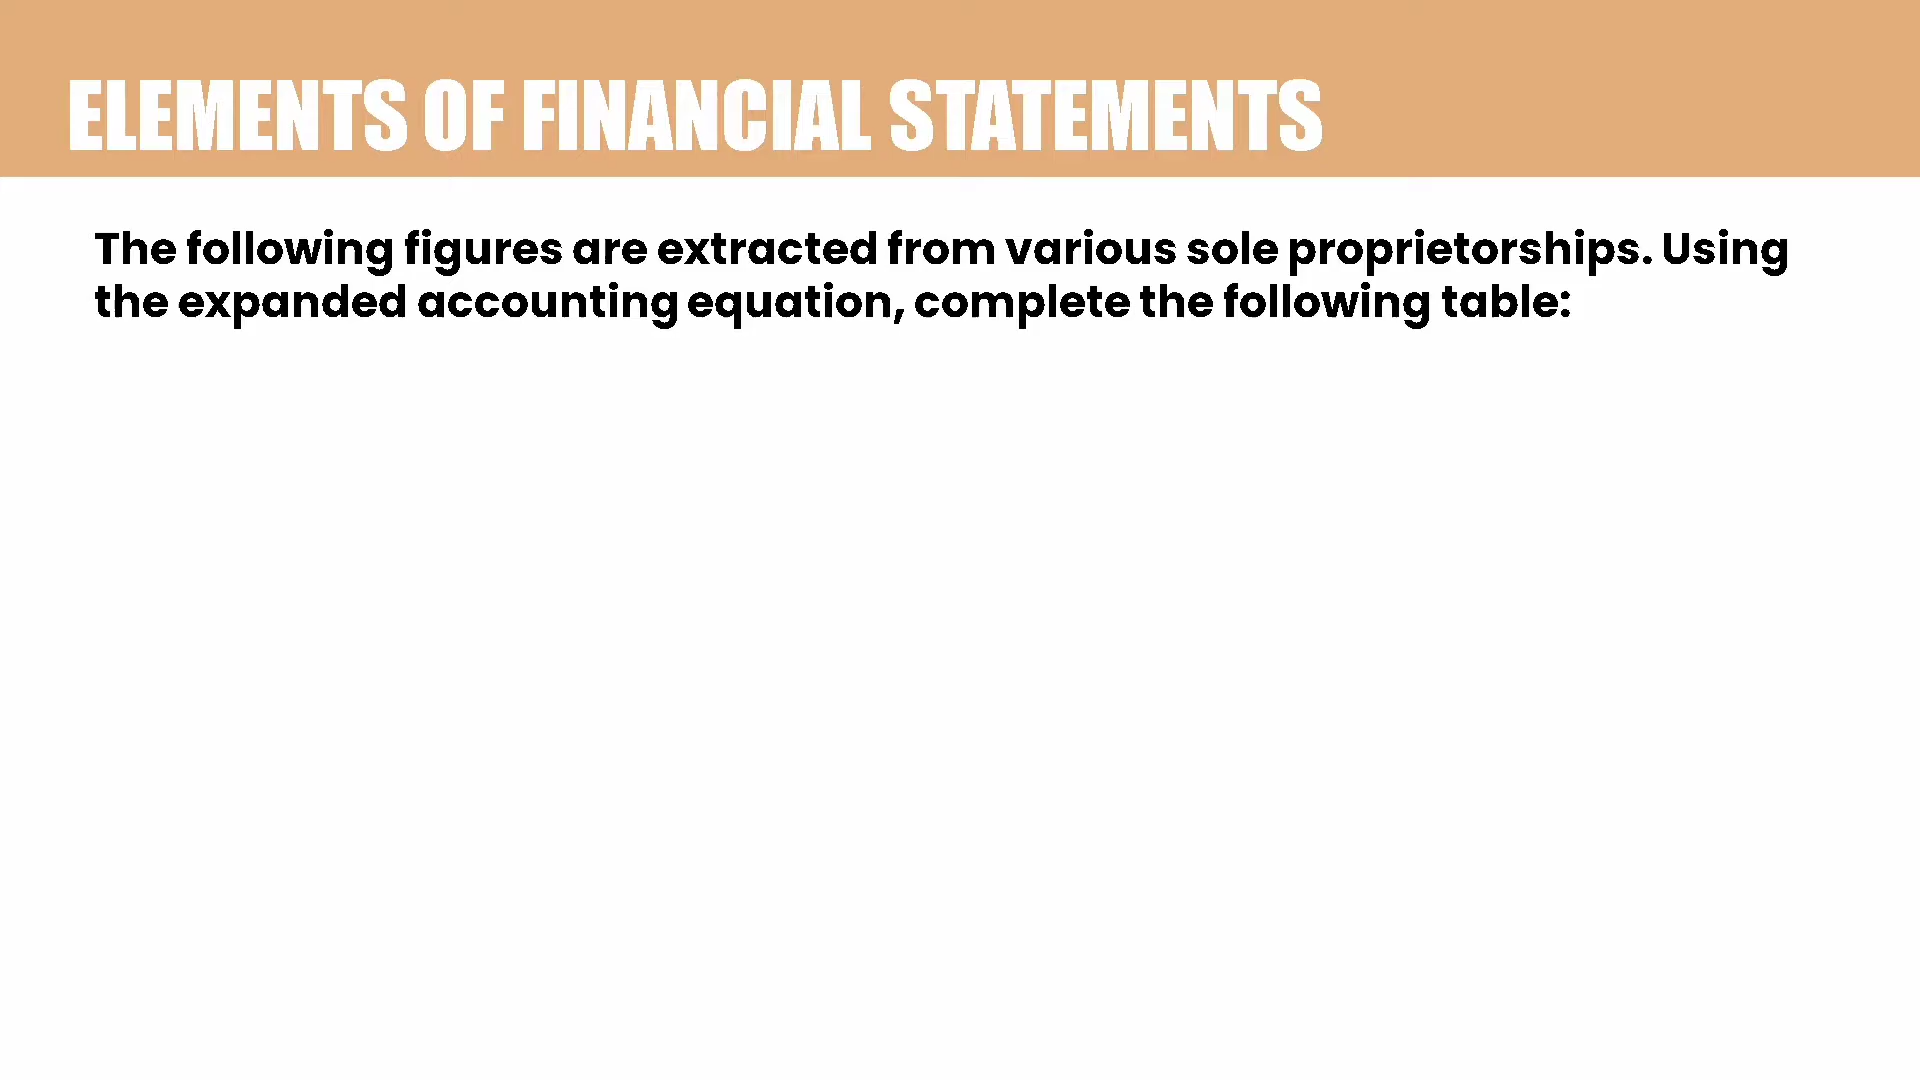 ELEMENTS OF FINANCIAL STATEMENTS
The following figures are extracted from various sole proprietorships. Using
the expanded accounting equation, complete the following table: